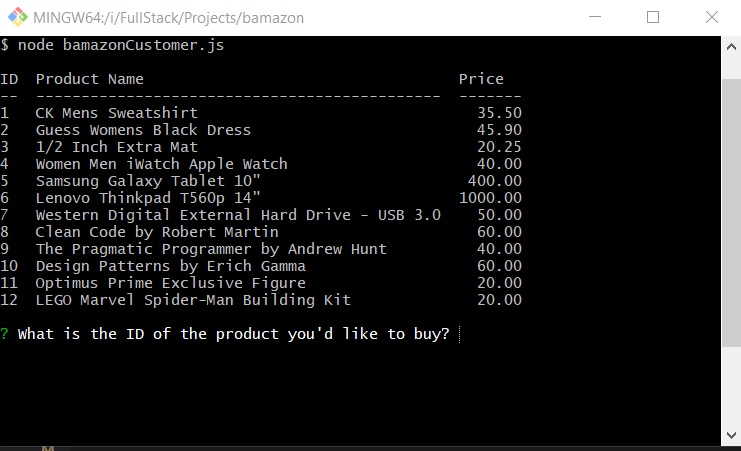 MINGW64:/i/FullStack/Projects/bamazon
$ node bamazonCustomer.js
ID  Product Name                                   Price
--  ---------------------------------------------  -------
1   CK Mens Sweatshirt                               35.50
2   Guess Womens Black Dress                         45.90
3   1/2 Inch Extra Mat                               20.25
4   Women Men iWatch Apple Watch                     40.00
5   Samsung Galaxy Tablet 10"                       400.00
6   Lenovo Thinkpad T560p 14"                      1000.00
7   Western Digital External Hard Drive - USB 3.0    50.00
8   Clean Code by Robert Martin                      60.00
9   The Pragmatic Programmer by Andrew Hunt          40.00
10  Design Patterns by Erich Gamma                   60.00
11  Optimus Prime Exclusive Figure                   20.00
12  LEGO Marvel Spider-Man Building Kit              20.00
? What is the ID of the product you'd like to buy?